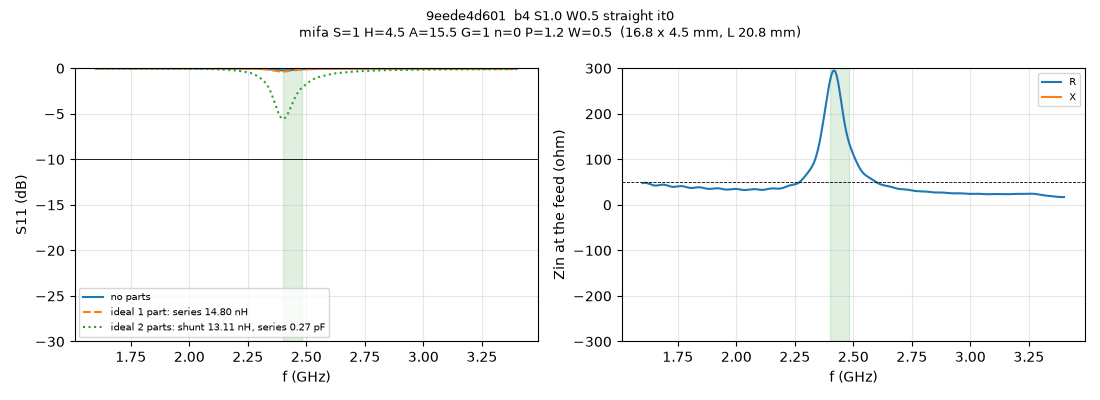 9eede4d601  b4 S1.0 W0.5 straight it0
mifa S=1 H=4.5 A=15.5 G=1 n=0 P=1.2 W=0.5  (16.8 x 4.5 mm, L 20.8 mm)
S11 (dB)
0
−5
−10
−15
−20
−25
−30
no parts
ideal 1 part: series 14.80 nH
ideal 2 parts: shunt 13.11 nH, series 0.27 pF
1.75 2.00 2.25 2.50 2.75 3.00 3.25
f (GHz)
Zin at the feed (ohm)
300
200
100
0
−100
−200
−300
R
X
1.75 2.00 2.25 2.50 2.75 3.00 3.25
f (GHz)